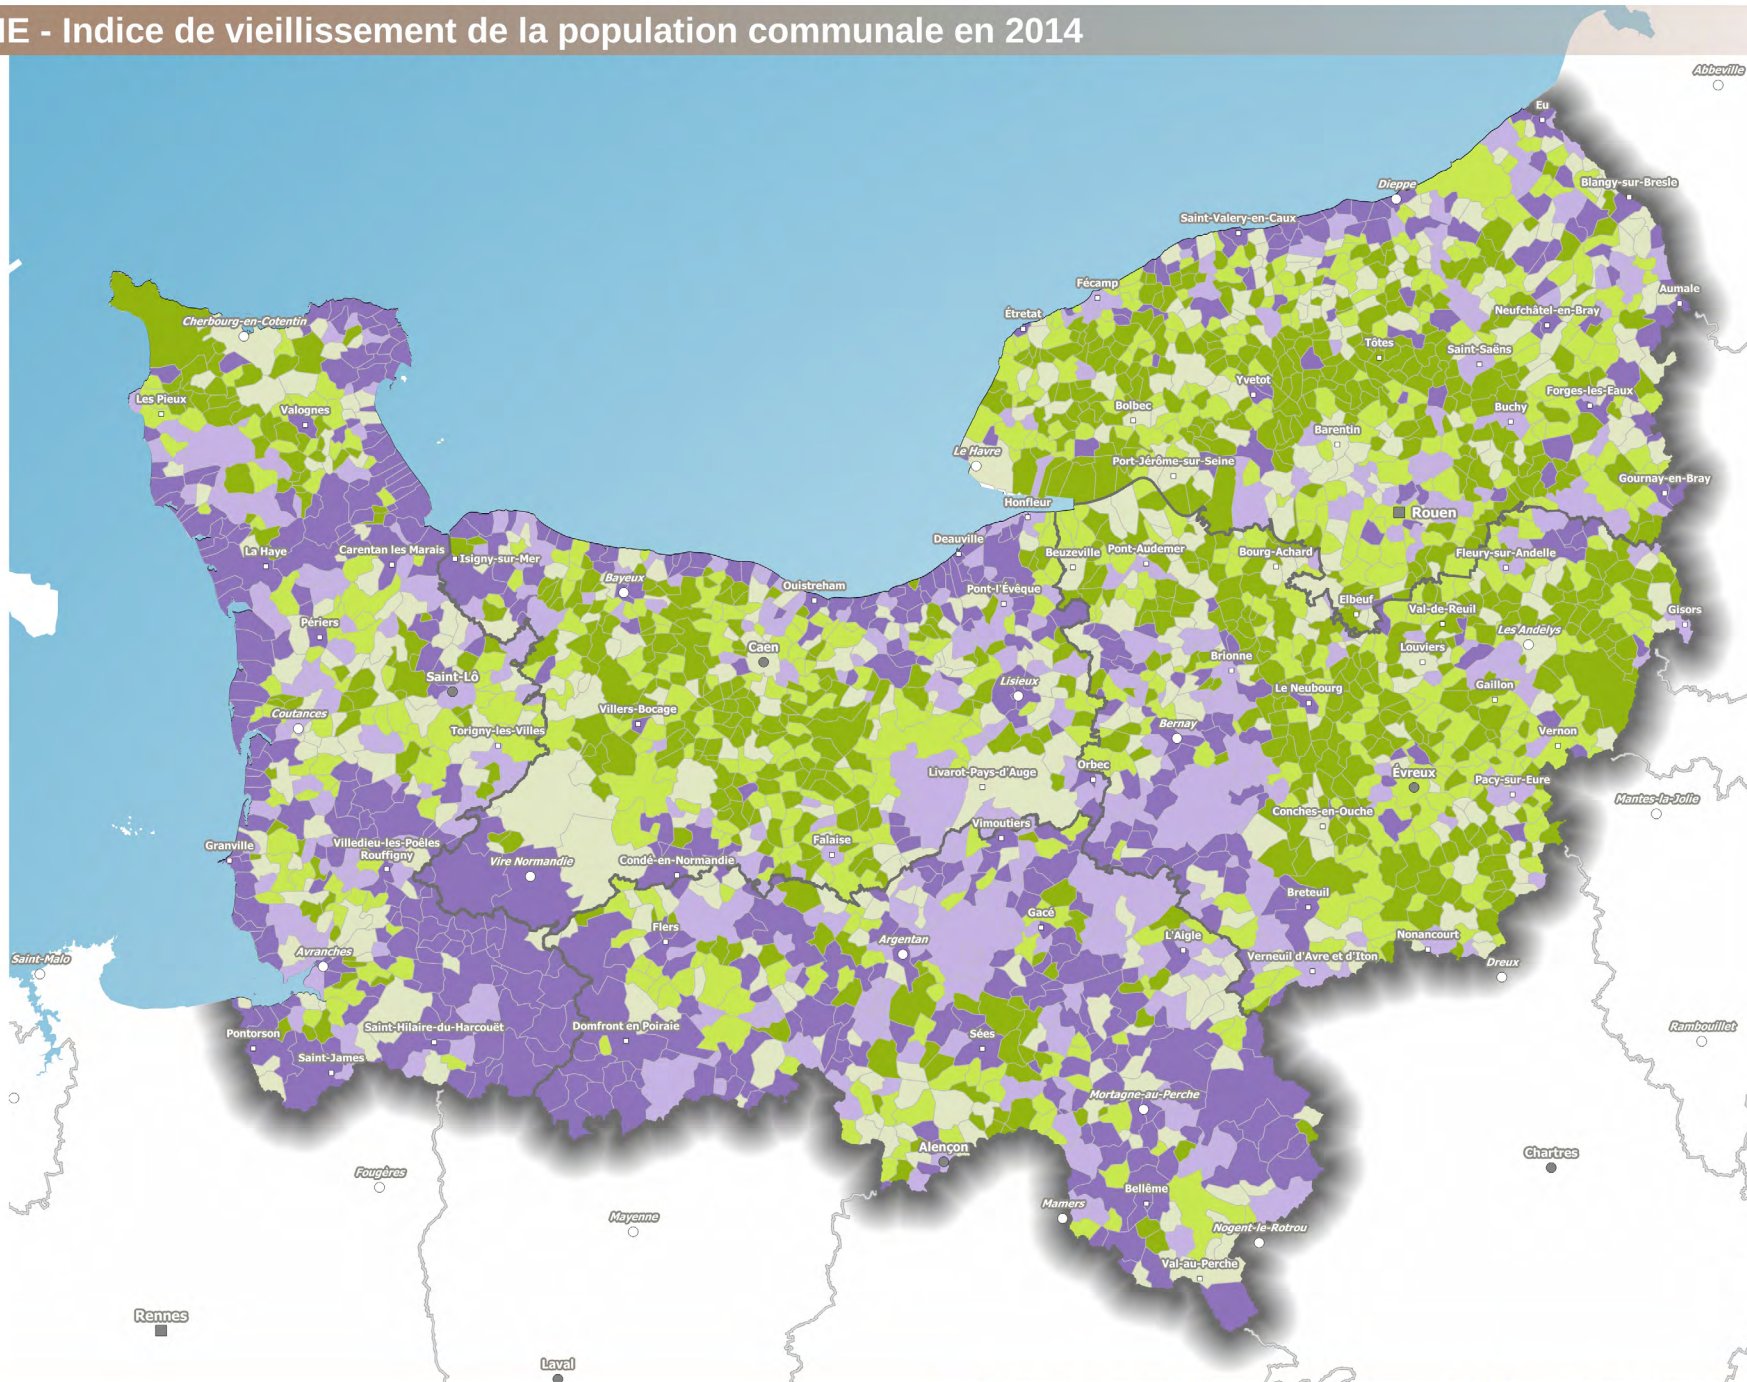 IE - Indice de vieillissement de la population communale en 2014
Abbeville
Eu
Blangy-sur-Bresle
Dieppe
Saint-Valery-en-Caux
Fécamp
Aumale
Étretat
Neufchâtel-en-Bray
Cherbourg-en-Cotentin
Tôtes
Saint-Saëns
Yvetot
Forges-les-Eaux
Les Pieux
Valognes
Bolbec
Buchy
Barentin
Le Havre
Port-Jérôme-sur-Seine
Gournay-en-Bray
Honfleur
Rouen
Deauville
La Haye
Carentan les Marais
Isigny-sur-Mer
Beuzeville
Pont-Audemer
Bourg-Achard
Fleury-sur-Andelle
Bayeux
Ouistreham
Pont-l'Évêque
Elbeuf
Val-de-Reuil
Gisors
Périers
Les Andelys
Caen
Louviers
Brionne
Saint-Lô
Lisieux
Le Neubourg
Gaillon
Coutances
Villers-Bocage
Bernay
Torigny-les-Villes
Vernon
Livarot-Pays-d'Auge
Orbec
Évreux
Pacy-sur-Eure
Mantes-la-Jolie
Conches-en-Ouche
Vimoutiers
Granville
Villedieu-les-Poêles
Rouffigny
Falaise
Vire Normandie
Condé-en-Normandie
Breteuil
Gacé
Flers
Argentan
L'Aigle
Nonancourt
Avranches
Verneuil d'Avre et d'Iton
Saint-Malo
Dreux
Pontorson
Saint-Hilaire-du-Harcouët
Domfront en Poiraie
Sées
Rambouillet
Saint-James
Mortagne-au-Perche
Alençon
Chartres
Fougères
Bellême
Mamers
Mayenne
Nogent-le-Rotrou
Val-au-Perche
Rennes
Laval